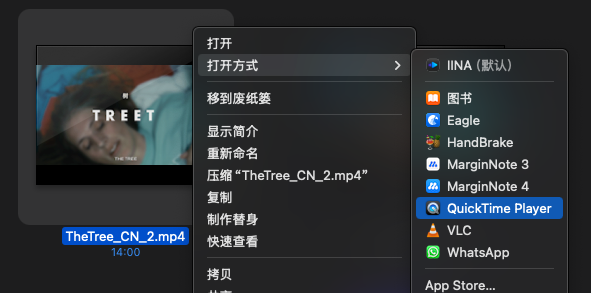 树
TREET
THE TREE
TheTree_CN_2.mp4
14:00
打开
打开方式
移到废纸篓
显示简介
重新命名
压缩 “TheTree_CN_2.mp4”
复制
制作替身
快速查看
拷贝
IINA (默认)
图书
Eagle
HandBrake
MarginNote 3
MarginNote 4
QuickTime Player
VLC
WhatsApp
App Store...